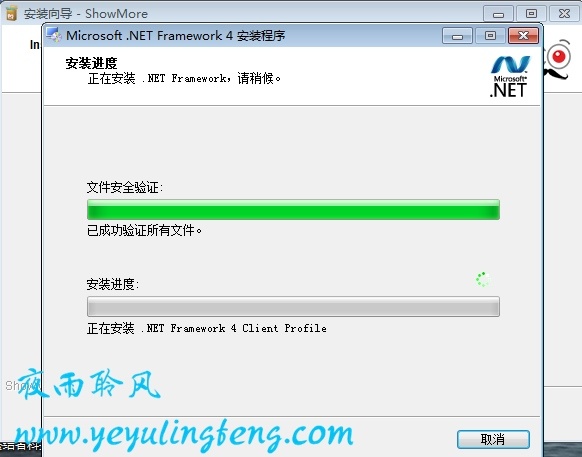 安装向导 - ShowMore
In
Microsoft .NET Framework 4 安装程序
安装进度
正在安装 .NET Framework，请稍候。
Microsoft
.NET
文件安全验证:
已成功验证所有文件。
安装进度:
正在安装 .NET Framework 4 Client Profile
Show
夜雨聆风
www.yeyulingfeng.com
取消